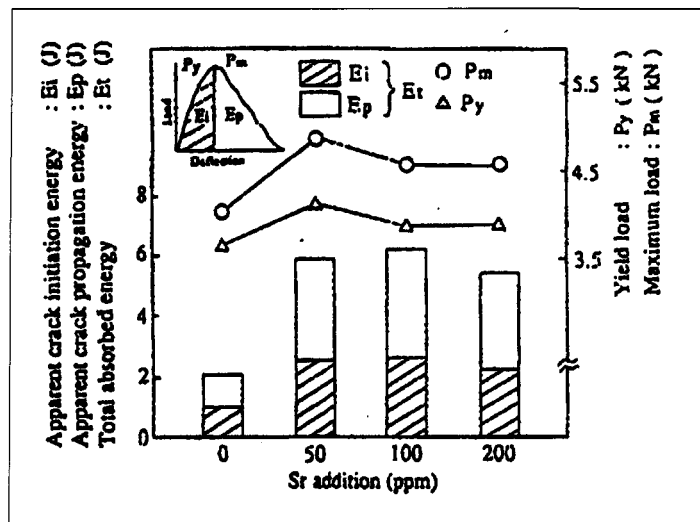 Apparent crack initiation energy : Ei (J)
Apparent crack propagation energy : Ep (J)
Total absorbed energy : Et (J)
Py Pm
Load
Ei Ep
Deflection
Ei
Ep
Et
Pm
Py
8
6
4
2
0
5.5
4.5
3.5
Yield load : Py (kN)
Maximum load : Pm (kN)
0 50 100 200
Sr addition (ppm)